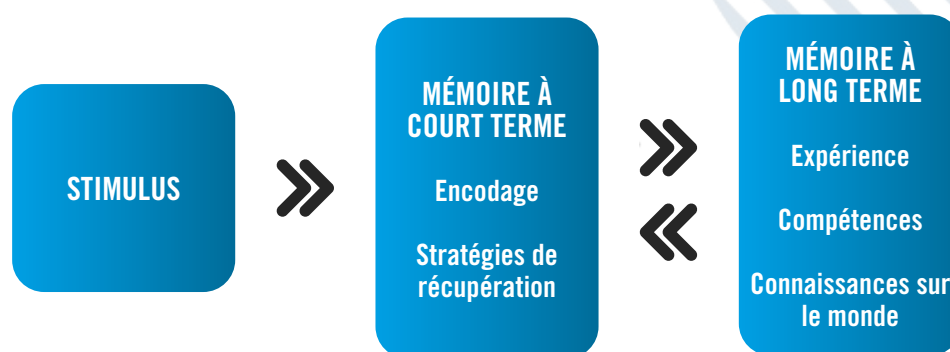 STIMULUS
MÉMOIRE À
COURT TERME
Encodage
Stratégies de
récupération
MÉMOIRE À
LONG TERME
Expérience
Compétences
Connaissances sur
le monde